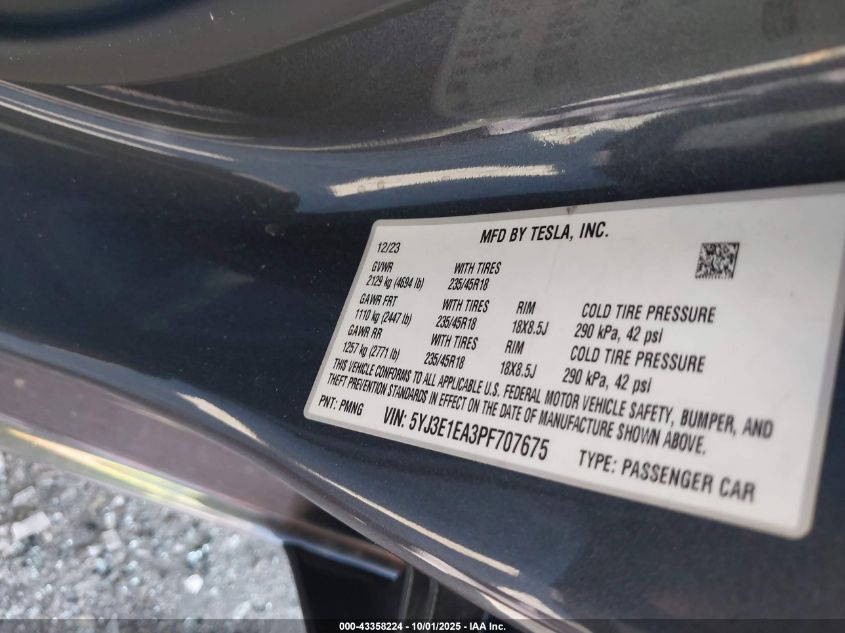 MFD BY TESLA, INC.
12/23
GVWR WITH TIRES
2129 kg (4694 lb) 235/45R18
GAWR FRT WITH TIRES RIM COLD TIRE PRESSURE
1110 kg (2447 lb) 235/45R18 18X8.5J 290 kPa, 42 psi
GAWR RR WITH TIRES RIM COLD TIRE PRESSURE
1257 kg (2771 lb) 235/45R18 18X8.5J 290 kPa, 42 psi
THIS VEHICLE CONFORMS TO ALL APPLICABLE U.S. FEDERAL MOTOR VEHICLE SAFETY, BUMPER, AND
THEFT PREVENTION STANDARDS IN EFFECT ON THE DATE OF MANUFACTURE SHOWN ABOVE.
PNT: PMNG VIN: 5YJ3E1EA3PF707675 TYPE: PASSENGER CAR
000-43358224 - 10/01/2025 - IAA Inc.